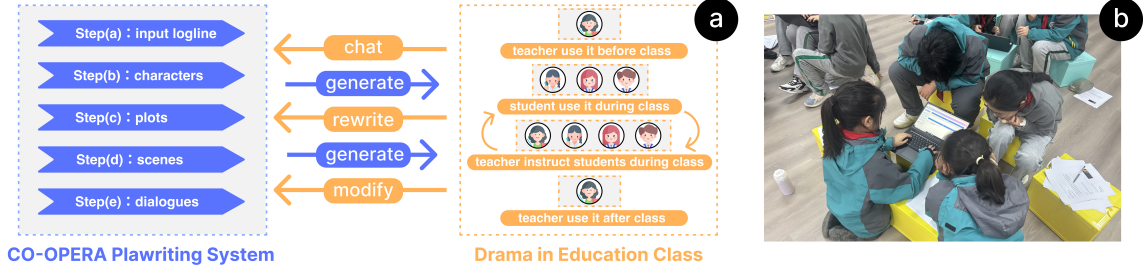 Step(a)：input logline
Step(b)：characters
Step(c)：plots
Step(d)：scenes
Step(e)：dialogues
CO-OPERA Plawriting System
chat
generate
rewrite
generate
modify
a
teacher use it before class
student use it during class
teacher instruct students during class
teacher use it after class
Drama in Education Class
b